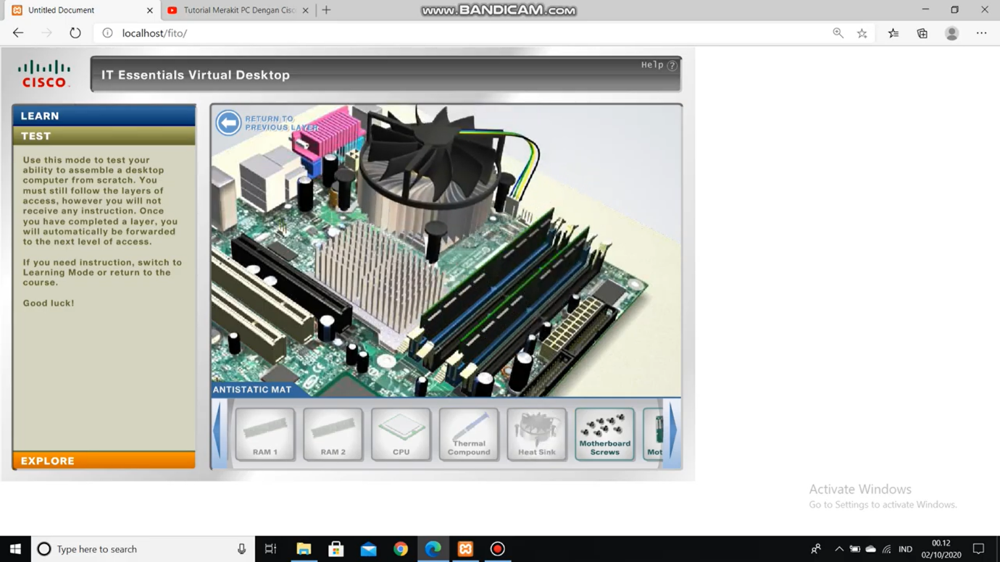 Untitled Document
Tutorial Merakit PC Dengan Cisc
www.BANDICAM.com
localhost/fito/
CISCO
IT Essentials Virtual Desktop
Help ?
LEARN
TEST
Use this mode to test your
ability to assemble a desktop
computer from scratch. You
must still follow the layers of
access, however you will not
receive any instruction. Once
you have completed a layer, you
will automatically be forwarded
to the next level of access.
If you need instruction, switch to
Learning Mode or return to the
course.
Good luck!
EXPLORE
RETURN TO
PREVIOUS LAYER
ANTISTATIC MAT
RAM 1
RAM 2
CPU
Thermal
Compound
Heat Sink
Motherboard
Screws
Mot
Activate Windows
Go to Settings to activate Windows.
Type here to search
IND
00.12
02/10/2020